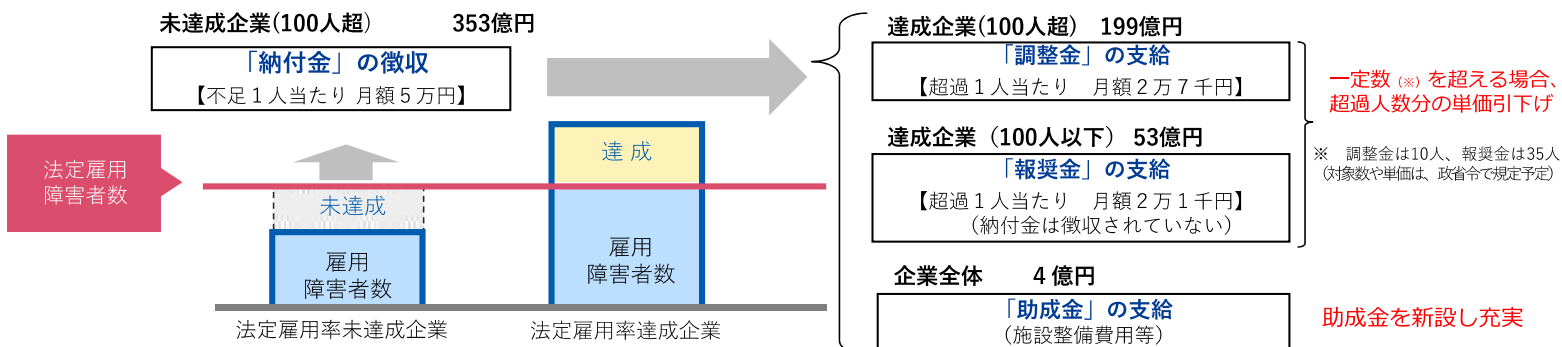 未達成企業(100人超) 353億円
「納付金」の徴収
【不足１人当たり 月額５万円】
法定雇用
障害者数
未達成
雇用
障害者数
法定雇用率未達成企業
達 成
雇用
障害者数
法定雇用率達成企業
達成企業(100人超) 199億円
「調整金」の支給
【超過１人当たり 月額２万７千円】
達成企業（100人以下） 53億円
「報奨金」の支給
【超過１人当たり 月額２万１千円】
（納付金は徴収されていない）
企業全体 ４億円
「助成金」の支給
（施設整備費用等）
一定数（※）を超える場合、
超過人数分の単価引下げ
※ 調整金は10人、報奨金は35人
（対象数や単価は、政省令で規定予定）
助成金を新設し充実